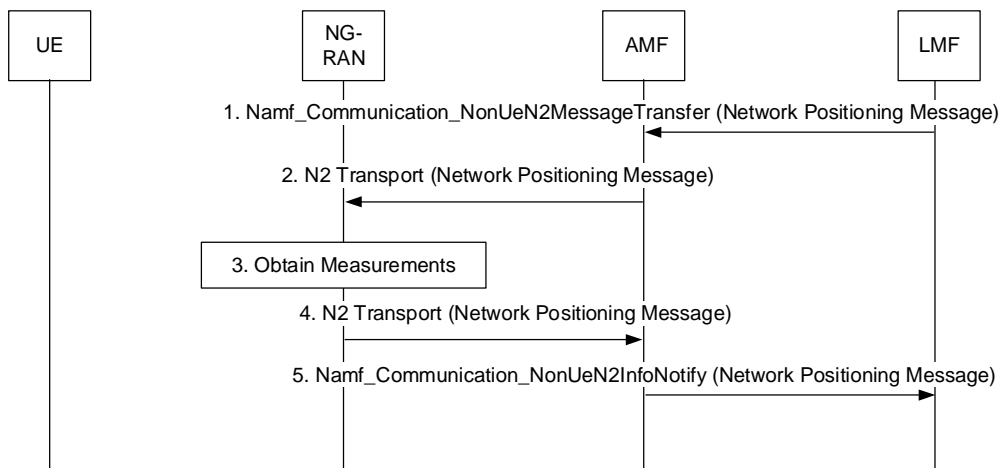 UE
NG-
RAN
AMF
LMF
1. Namf_Communication_NonUeN2MessageTransfer (Network Positioning Message)
2. N2 Transport (Network Positioning Message)
3. Obtain Measurements
4. N2 Transport (Network Positioning Message)
5. Namf_Communication_NonUeN2InfoNotify (Network Positioning Message)